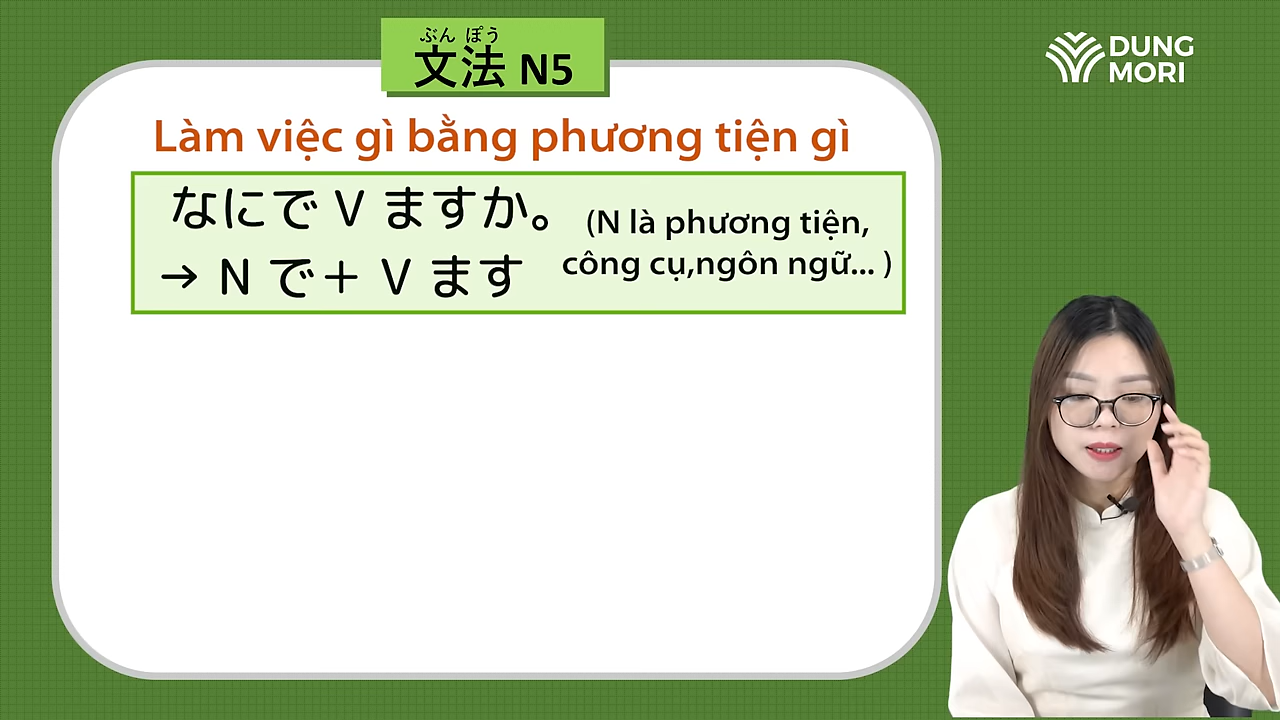 ぶん ぽう
文法 N5
DUNG
MORI
Làm việc gì bằng phương tiện gì
なにで V ますか。
(N là phương tiện,
công cụ,ngôn ngữ... )
→ N で+ V ます